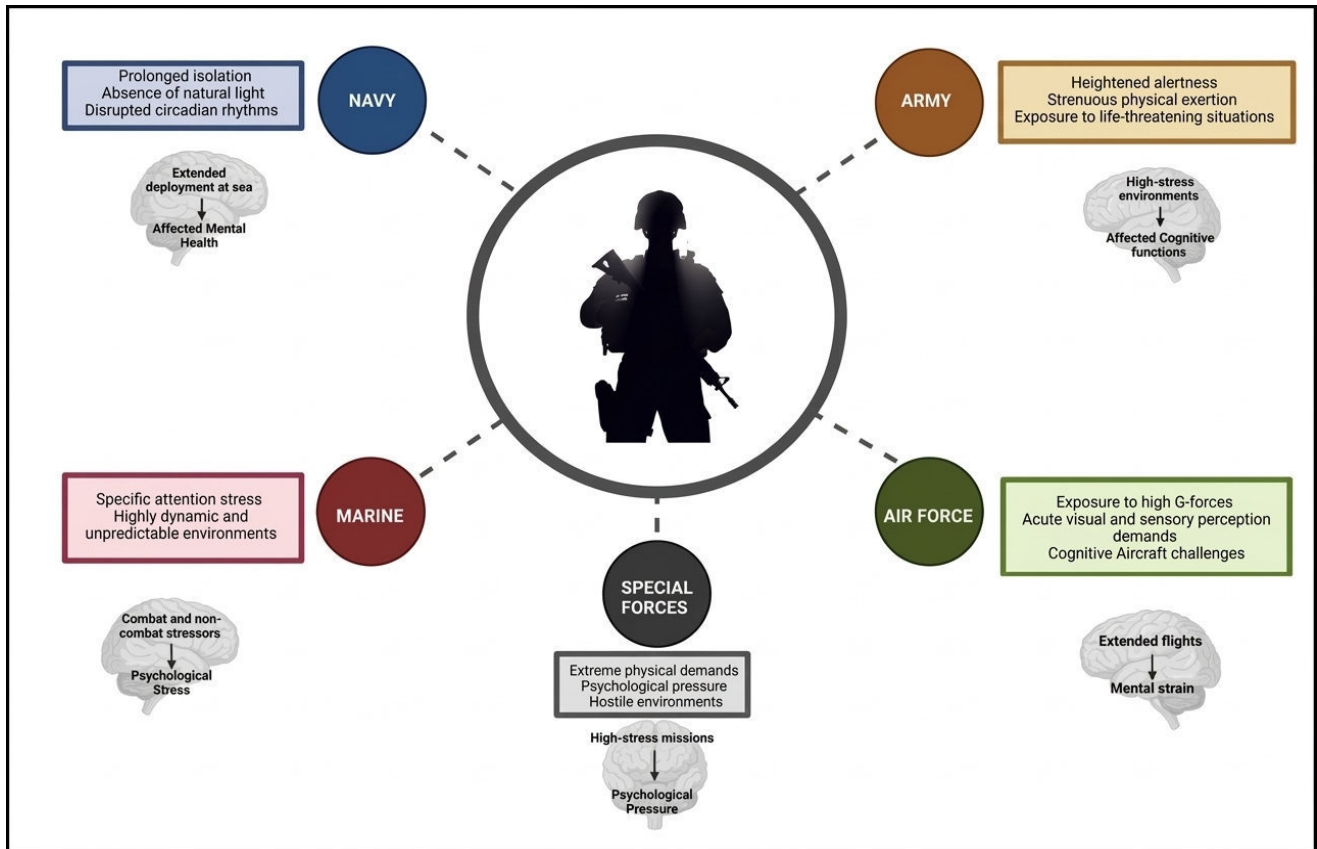 Prolonged isolation
Absence of natural light
Disrupted circadian rhythms
NAVY
Extended
deployment at sea
Affected Mental
Health
ARMY
Heightened alertness
Strenuous physical exertion
Exposure to life-threatening situations
High-stress
environments
Affected Cognitive
functions
Specific attention stress
Highly dynamic and
unpredictable environments
MARINE
Combat and non-
combat stressors
Psychological
Stress
SPECIAL
FORCES
Extreme physical demands
Psychological pressure
Hostile environments
High-stress missions
Psychological
Pressure
AIR FORCE
Exposure to high G-forces
Acute visual and sensory perception
demands
Cognitive Aircraft challenges
Extended flights
Mental strain